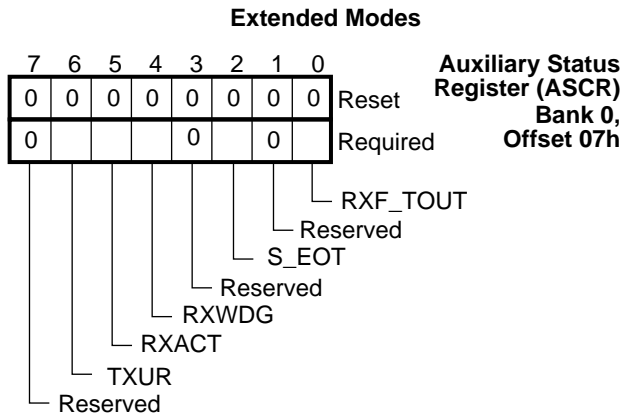 Extended Modes
7 6 5 4 3 2 1 0
Auxiliary Status
Register (ASCR)
Bank 0,
Offset 07h
0 0 0 0 0 0 0 0 Reset
0 0 0 Required
RXF_TOUT
Reserved
S_EOT
Reserved
RXWDG
RXACT
TXUR
Reserved